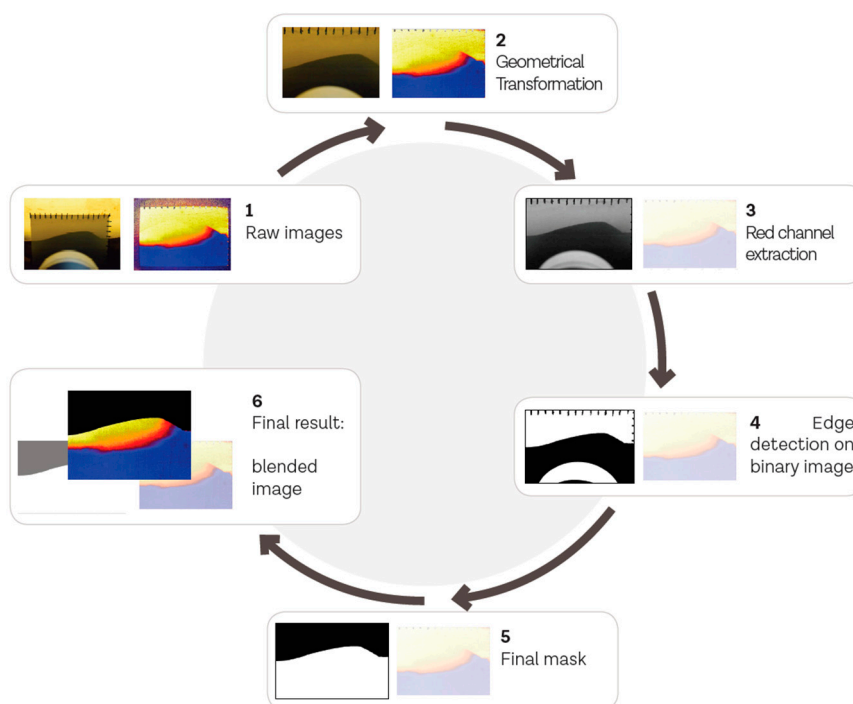 1
Raw images
2
Geometrical
Transformation
3
Red channel
extraction
4 Edge
detection on
binary image
5
Final mask
6
Final result:
blended
image